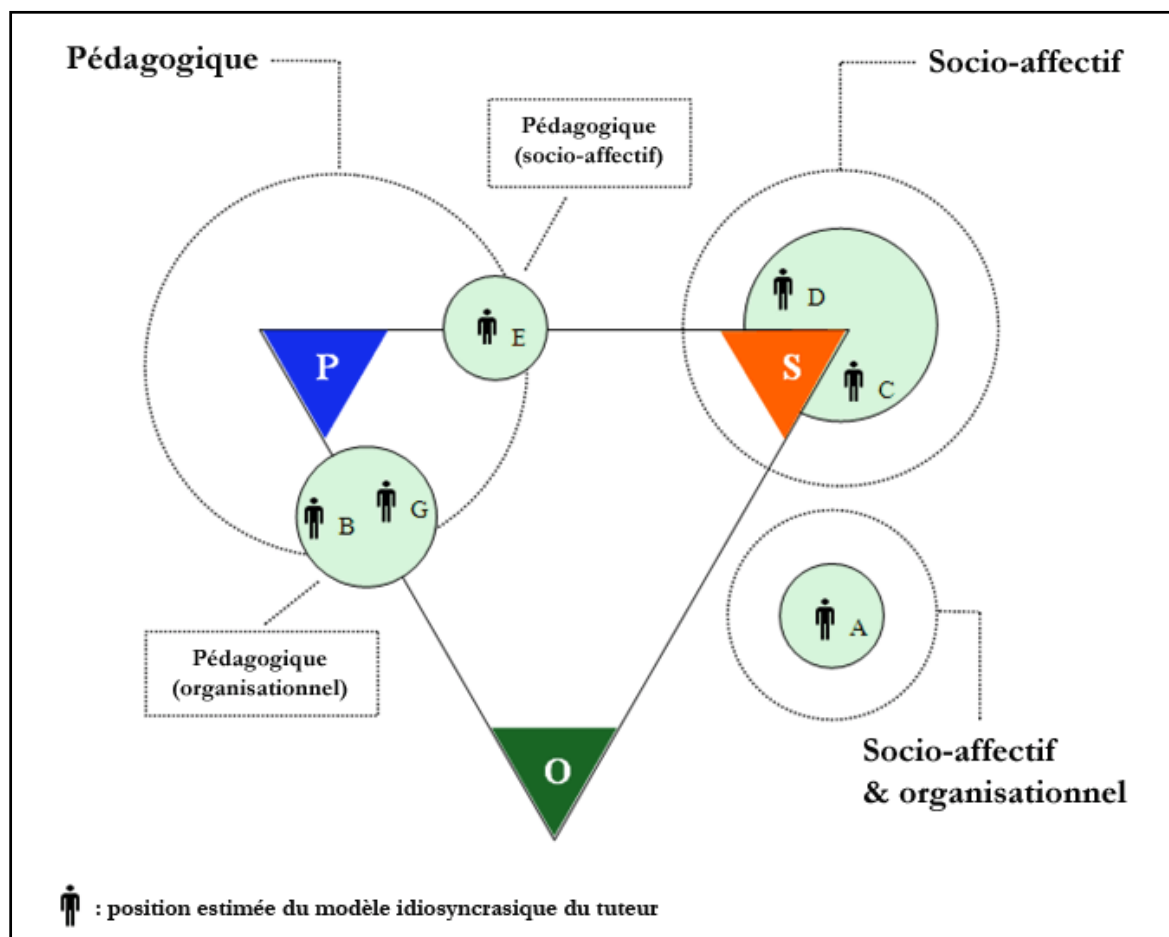 Pédagogique
Socio-affectif
Pédagogique
(socio-affectif)
D
P
E
S
C
B
G
A
Pédagogique
(organisationnel)
O
Socio-affectif
& organisationnel
: position estimée du modèle idiosyncrasique du tuteur